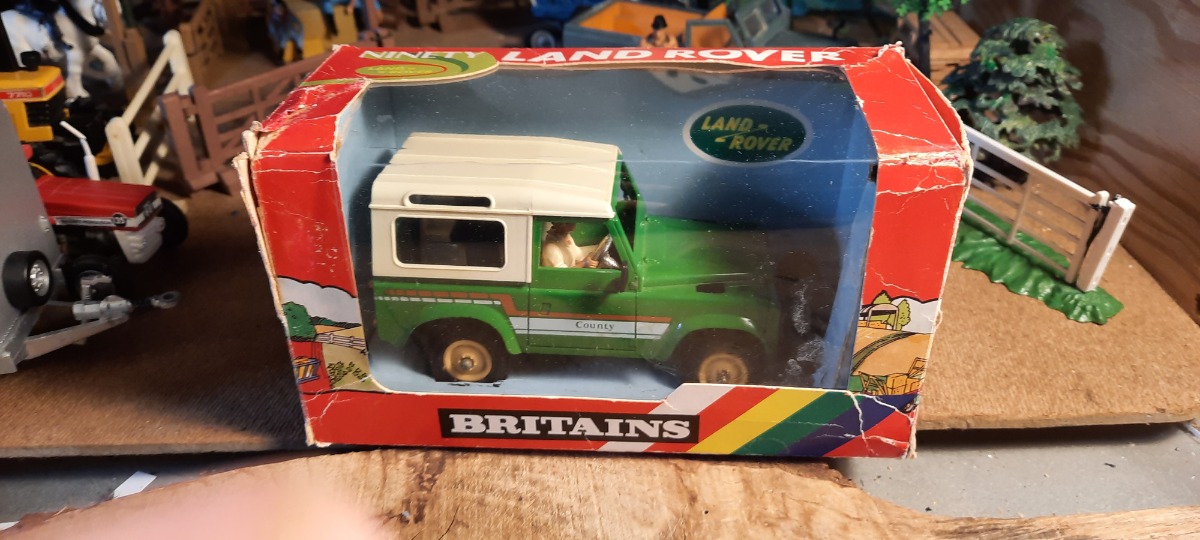 NINETY LAND ROVER
LAND
ROVER
County
BRITAINS